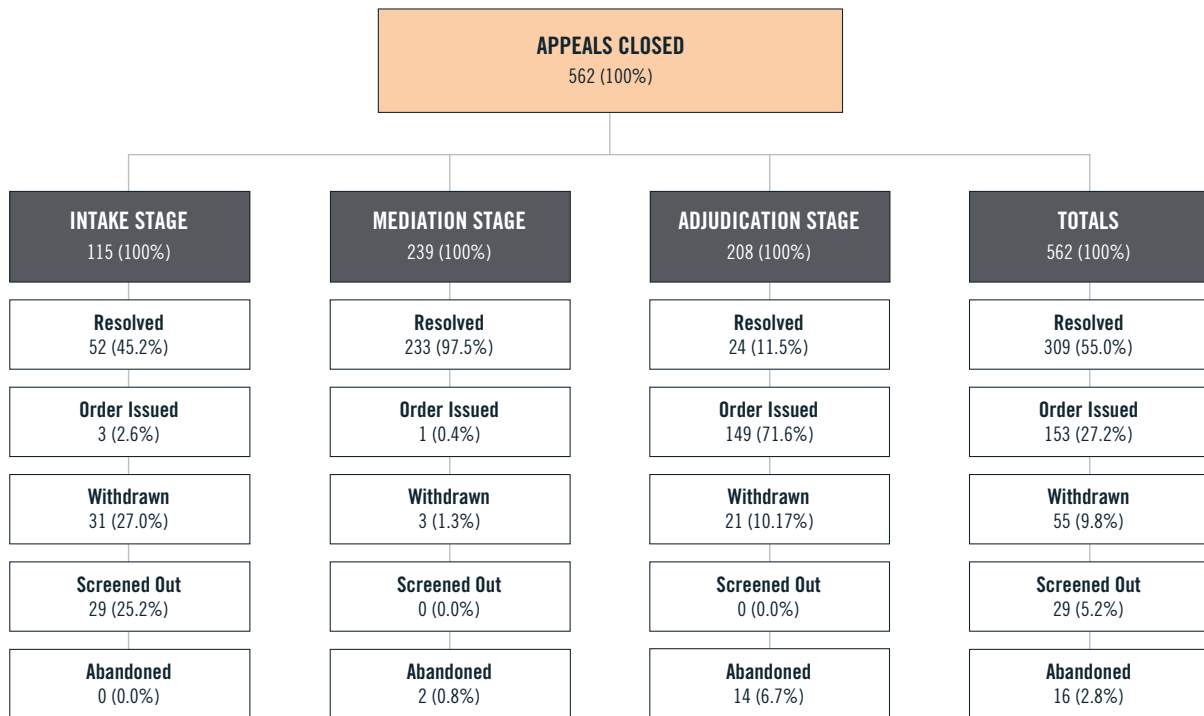 APPEALS CLOSED
562 (100%)
INTAKE STAGE
115 (100%)
MEDIATION STAGE
239 (100%)
ADJUDICATION STAGE
208 (100%)
TOTALS
562 (100%)
Resolved
52 (45.2%)
Resolved
233 (97.5%)
Resolved
24 (11.5%)
Resolved
309 (55.0%)
Order Issued
3 (2.6%)
Order Issued
1 (0.4%)
Order Issued
149 (71.6%)
Order Issued
153 (27.2%)
Withdrawn
31 (27.0%)
Withdrawn
3 (1.3%)
Withdrawn
21 (10.17%)
Withdrawn
55 (9.8%)
Screened Out
29 (25.2%)
Screened Out
0 (0.0%)
Screened Out
0 (0.0%)
Screened Out
29 (5.2%)
Abandoned
0 (0.0%)
Abandoned
2 (0.8%)
Abandoned
14 (6.7%)
Abandoned
16 (2.8%)